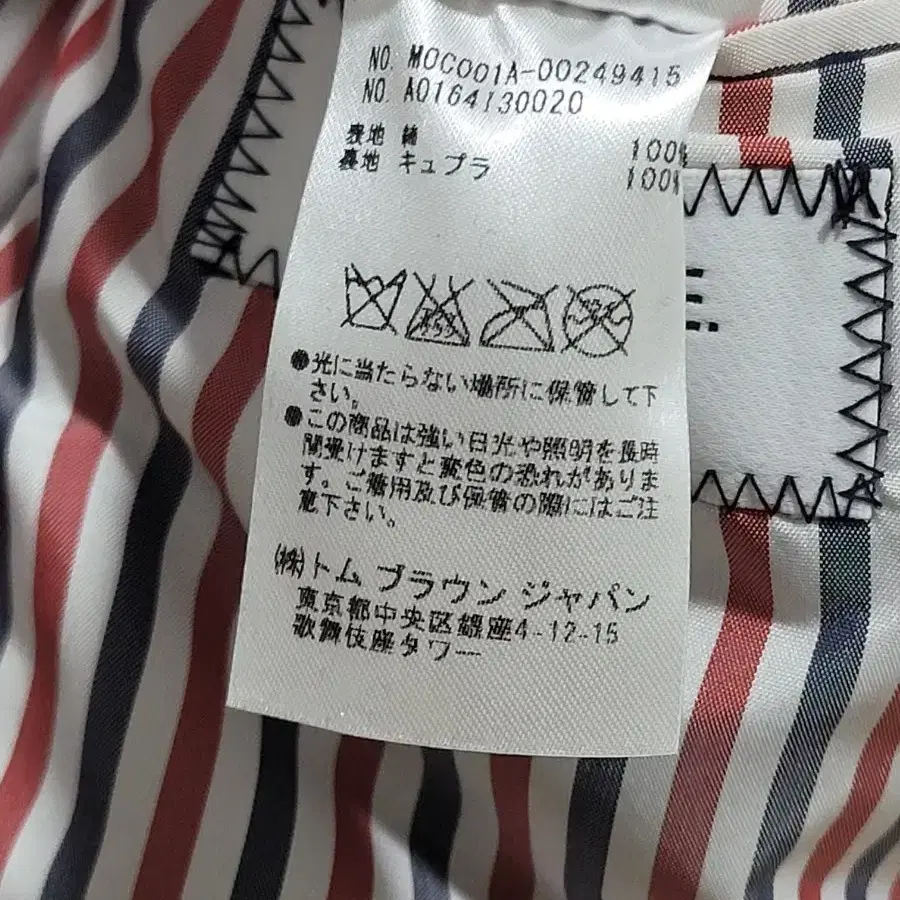 NO. MOC001A-00249415
NO. A0164130020
表地 綿 100%
裏地 キュプラ 100%
●光に当たらない場所に保管して下
さい。
●この商品は強い日光や照明を長時
間受けますと変色の恐れがありま
す。ご着用及び保管の際にはご注
意下さい。
(株)トム ブラウン ジャパン
東京都中央区銀座4-12-15
歌舞伎座タワー
E.